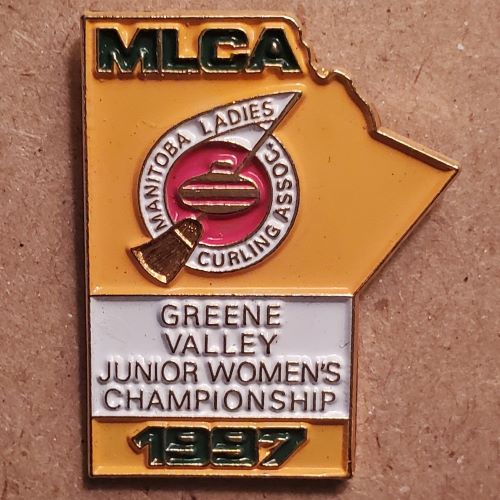 MLCA
MANITOBA LADIES
CURLING ASSOC.
GREENE
VALLEY
JUNIOR WOMEN'S
CHAMPIONSHIP
1997